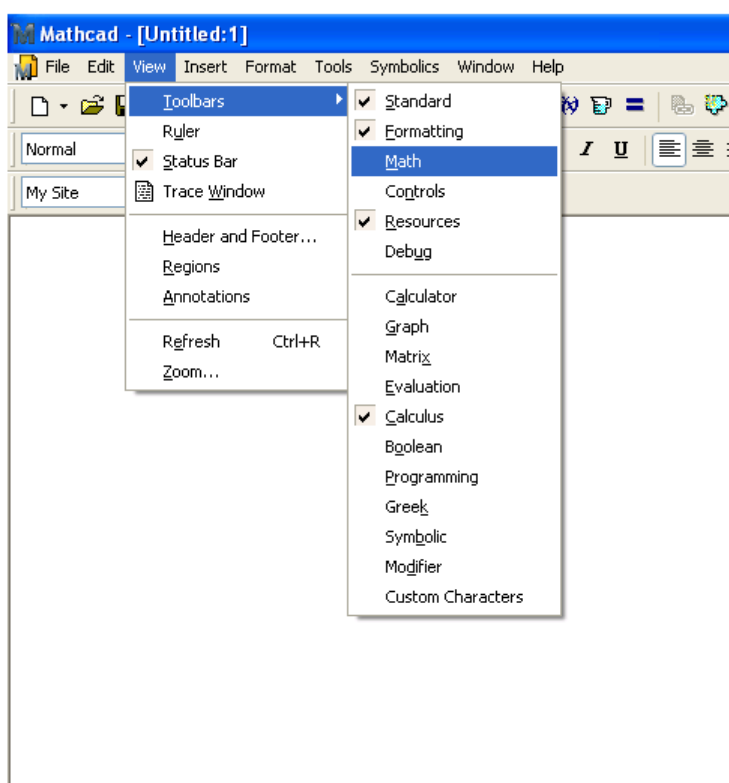 Mathcad - [Untitled:1]
File Edit View Insert Format Tools Symbolics Window Help
Normal
I U
My Site
Toolbars
Ruler
Status Bar
Trace Window
Header and Footer...
Regions
Annotations
Refresh Ctrl+R
Zoom...
Standard
Formatting
Math
Controls
Resources
Debug
Calculator
Graph
Matrix
Evaluation
Calculus
Boolean
Programming
Greek
Symbolic
Modifier
Custom Characters